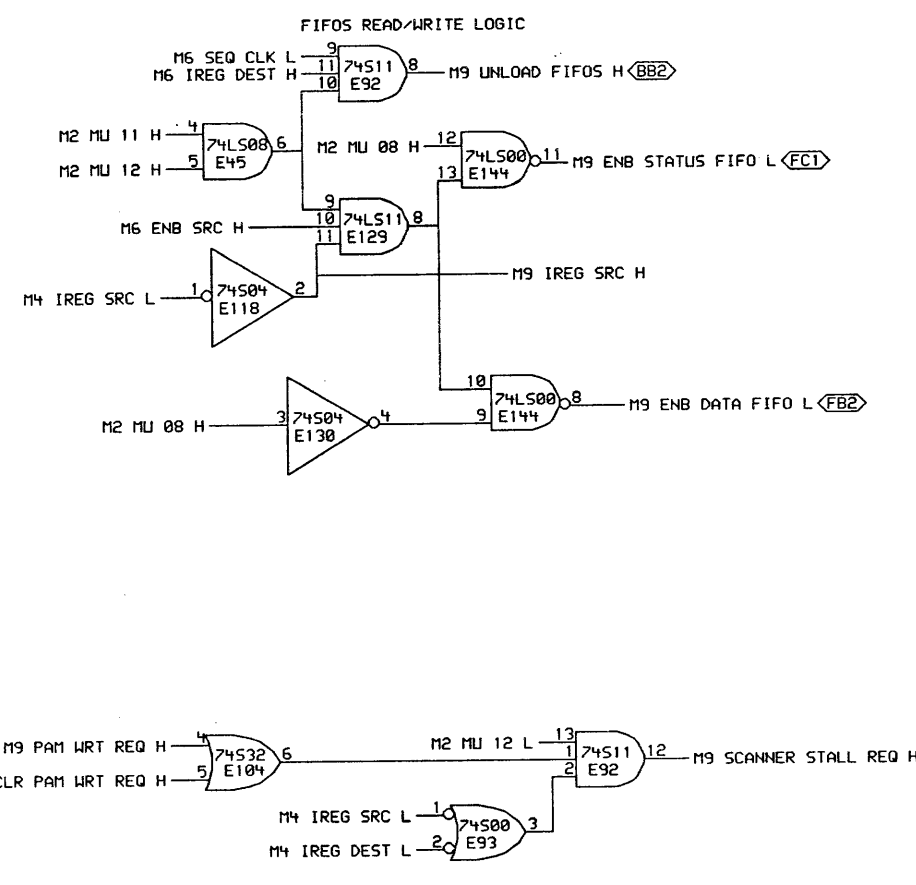 FIFOS READ/WRITE LOGIC
M6 SEQ CLK L 9
M6 IREG DEST H 11
10
74S11
E92
8 M9 UNLOAD FIFOS H BB2
M2 MU 11 H 4
M2 MU 12 H 5
74LS08
E45
6
M2 MU 08 H 12
13
74LS00
E144
11 M9 ENB STATUS FIFO L FC1
9
M6 ENB SRC H 10
11
74LS11
E129
8
M9 IREG SRC H
M4 IREG SRC L 1
74S04
E118
2
M2 MU 08 H 3
74S04
E130
4
10
9
74LS00
E144
8 M9 ENB DATA FIFO L FB2
M9 PAM WRT REQ H 4
CLR PAM WRT REQ H 5
74S32
E104
6
M2 MU 12 L 13
1
2
74S11
E92
12 M9 SCANNER STALL REQ H
M4 IREG SRC L 1
M4 IREG DEST L 2
74S00
E93
3